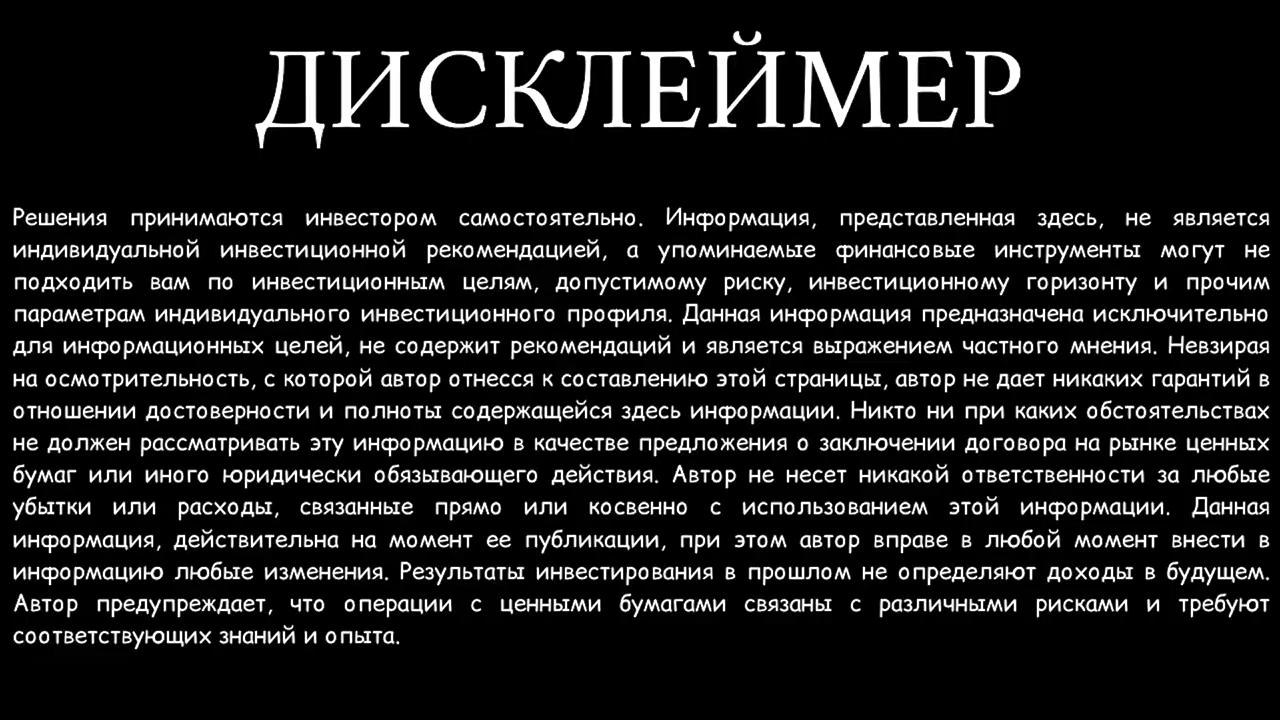 ДИСКЛЕЙМЕР
Решения принимаются инвестором самостоятельно. Информация, представленная здесь, не является
индивидуальной инвестиционной рекомендацией, а упоминаемые финансовые инструменты могут не
подходить вам по инвестиционным целям, допустимому риску, инвестиционному горизонту и прочим
параметрам индивидуального инвестиционного профиля. Данная информация предназначена исключительно
для информационных целей, не содержит рекомендаций и является выражением частного мнения. Невзирая
на осмотрительность, с которой автор отнесся к составлению этой страницы, автор не дает никаких гарантий в
отношении достоверности и полноты содержащейся здесь информации. Никто ни при каких обстоятельствах
не должен рассматривать эту информацию в качестве предложения о заключении договора на рынке ценных
бумаг или иного юридически обязывающего действия. Автор не несет никакой ответственности за любые
убытки или расходы, связанные прямо или косвенно с использованием этой информации. Данная
информация, действительна на момент ее публикации, при этом автор вправе в любой момент внести в
информацию любые изменения. Результаты инвестирования в прошлом не определяют доходы в будущем.
Автор предупреждает, что операции с ценными бумагами связаны с различными рисками и требуют
соответствующих знаний и опыта.